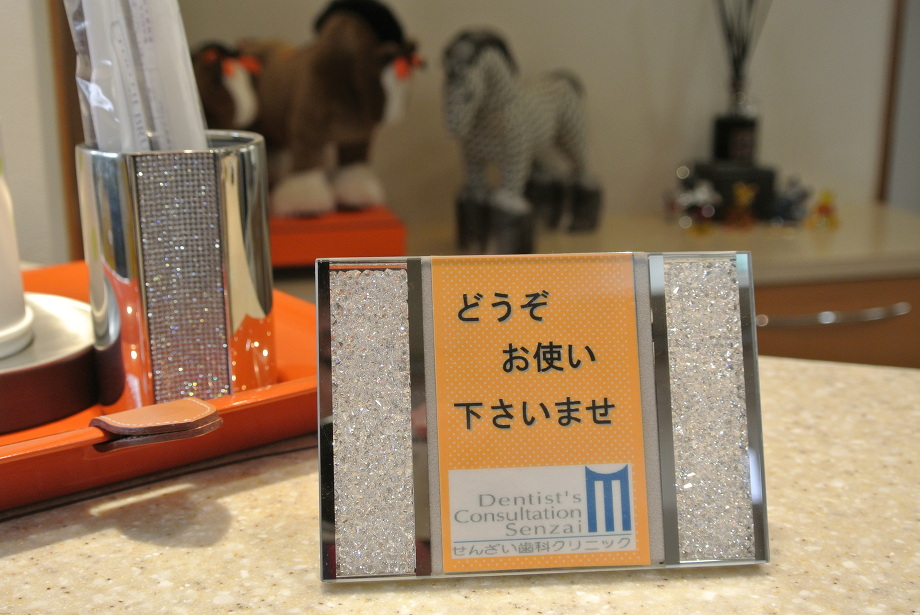 どうぞ
お使い
下さいませ
Dentist's
Consultation
Senzai
せんざい歯科クリニック